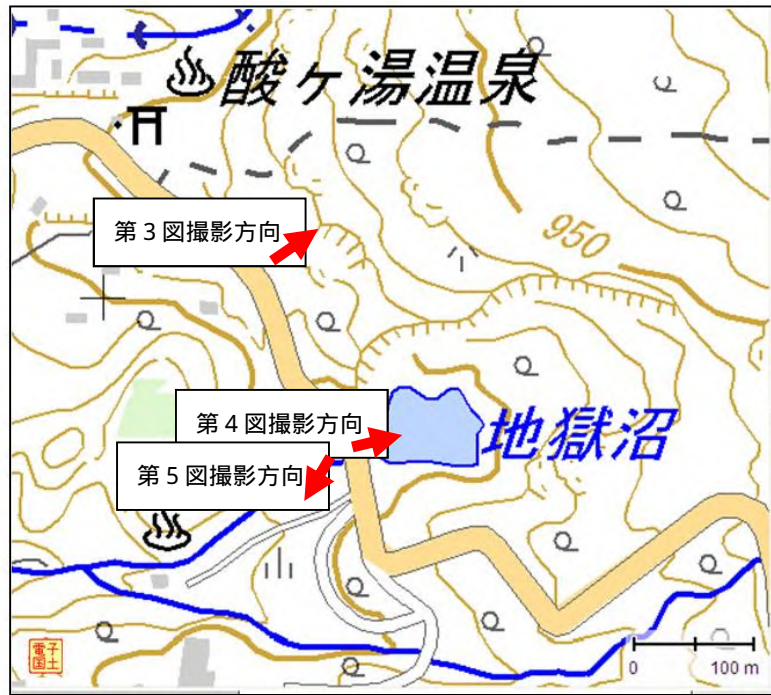 酸ヶ湯温泉
第3図撮影方向
950
第4図撮影方向
地獄沼
第5図撮影方向
電子
国土
0 100 m